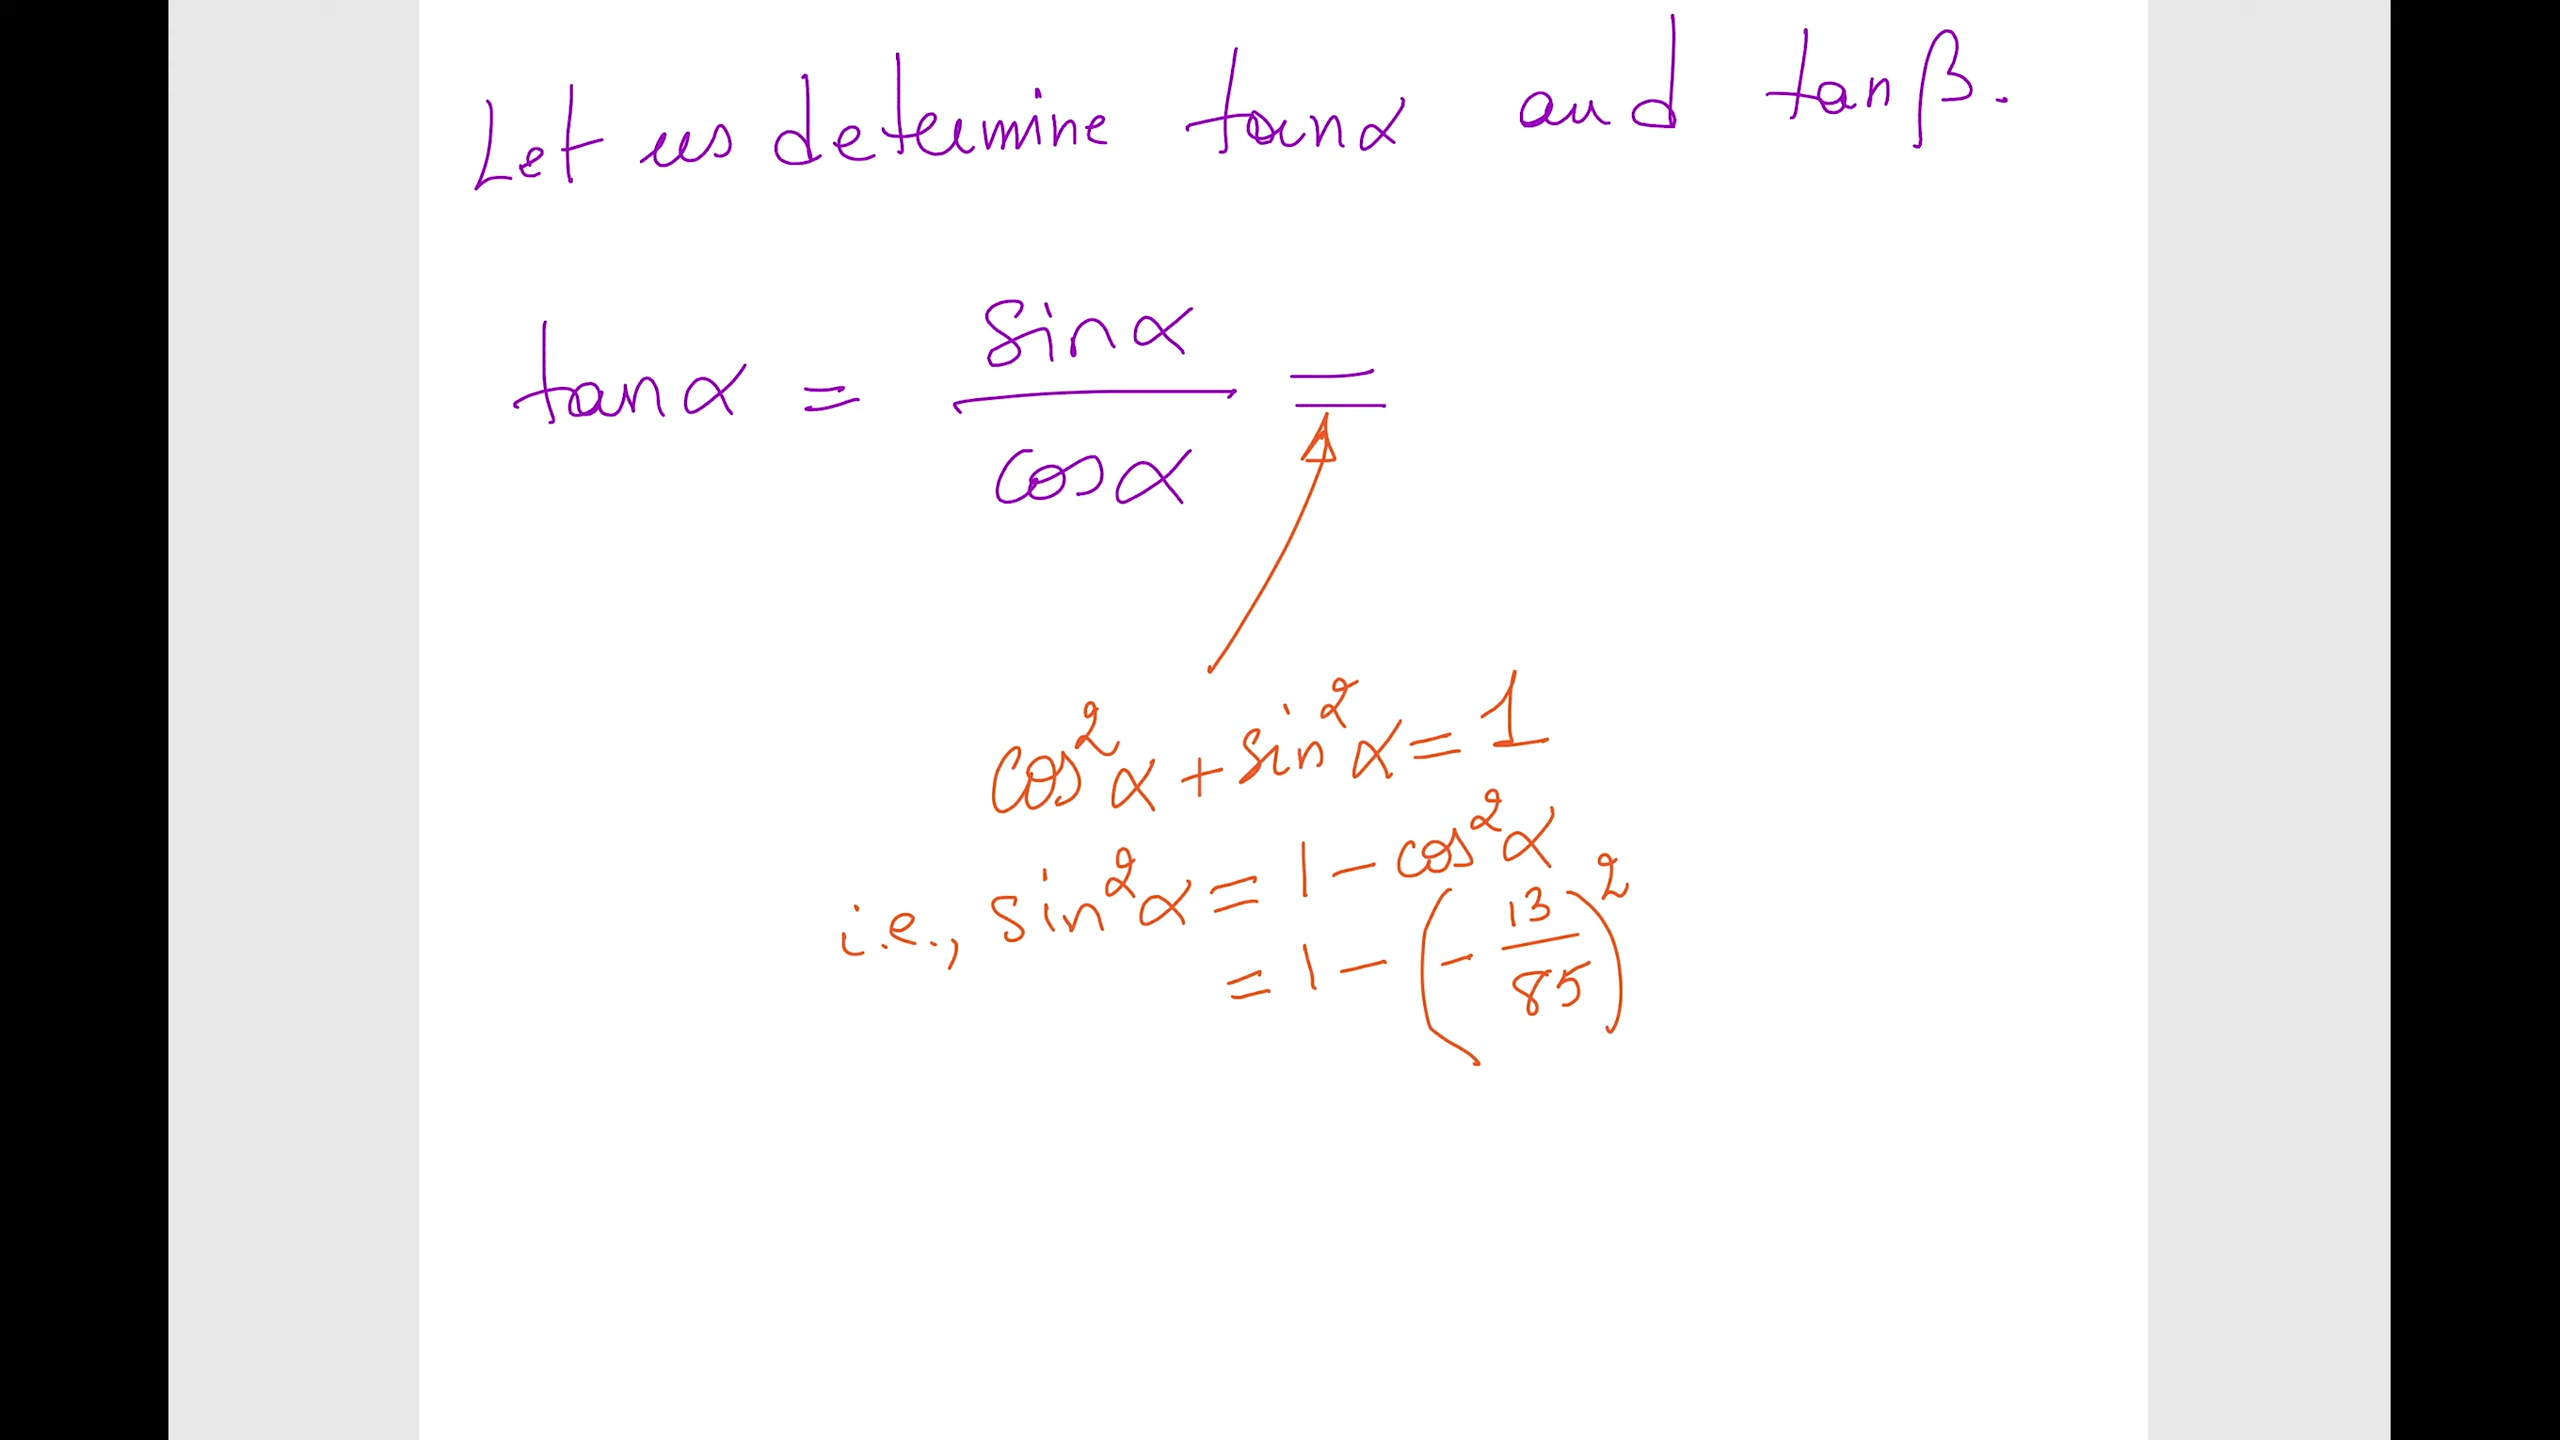 Let us determine tanα and tanβ.
tanα = sinα / cosα =
cos²α + sin²α = 1
i.e., sin²α = 1 - cos²α
= 1 - (- 13/85)²